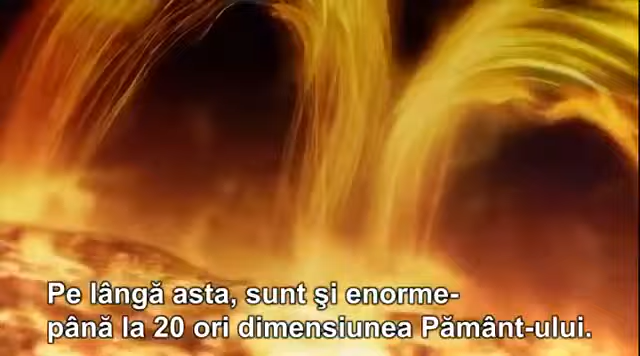 Pe lângă asta, sunt şi enorme-
până la 20 ori dimensiunea Pământ-ului.